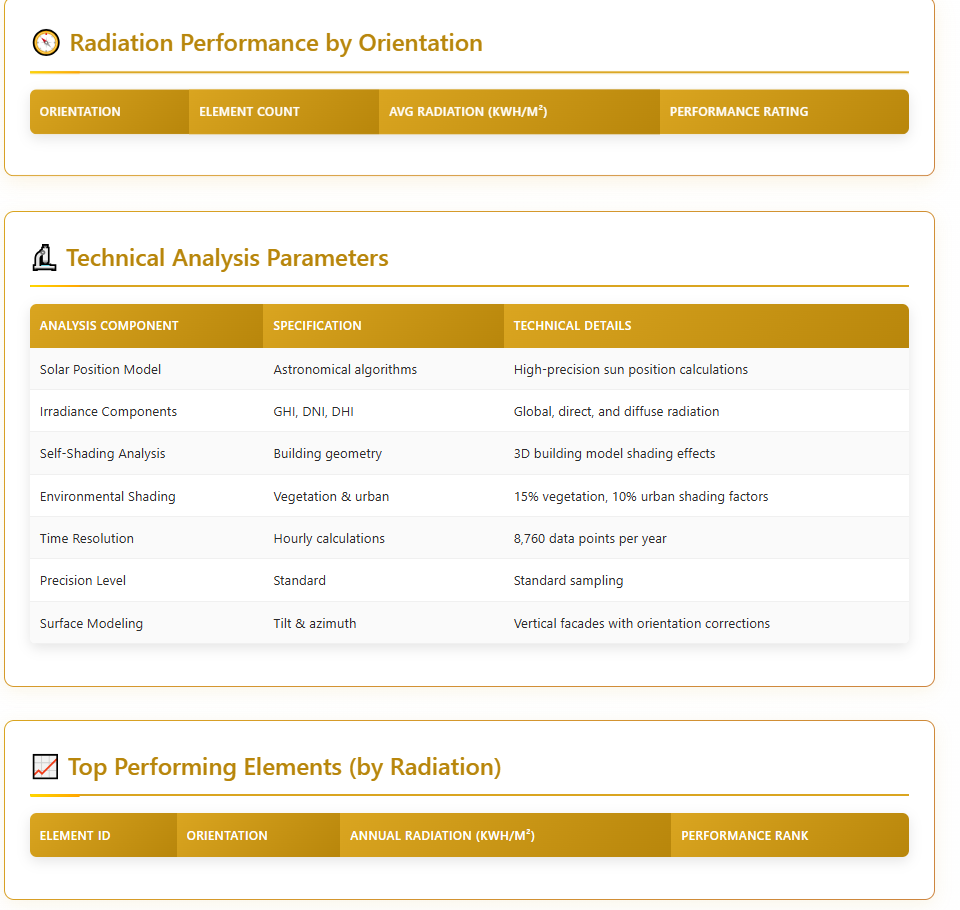 Radiation Performance by Orientation
ORIENTATION ELEMENT COUNT AVG RADIATION (KWH/M²) PERFORMANCE RATING
Technical Analysis Parameters
ANALYSIS COMPONENT SPECIFICATION TECHNICAL DETAILS
Solar Position Model Astronomical algorithms High-precision sun position calculations
Irradiance Components GHI, DNI, DHI Global, direct, and diffuse radiation
Self-Shading Analysis Building geometry 3D building model shading effects
Environmental Shading Vegetation & urban 15% vegetation, 10% urban shading factors
Time Resolution Hourly calculations 8,760 data points per year
Precision Level Standard Standard sampling
Surface Modeling Tilt & azimuth Vertical facades with orientation corrections
Top Performing Elements (by Radiation)
ELEMENT ID ORIENTATION ANNUAL RADIATION (KWH/M²) PERFORMANCE RANK